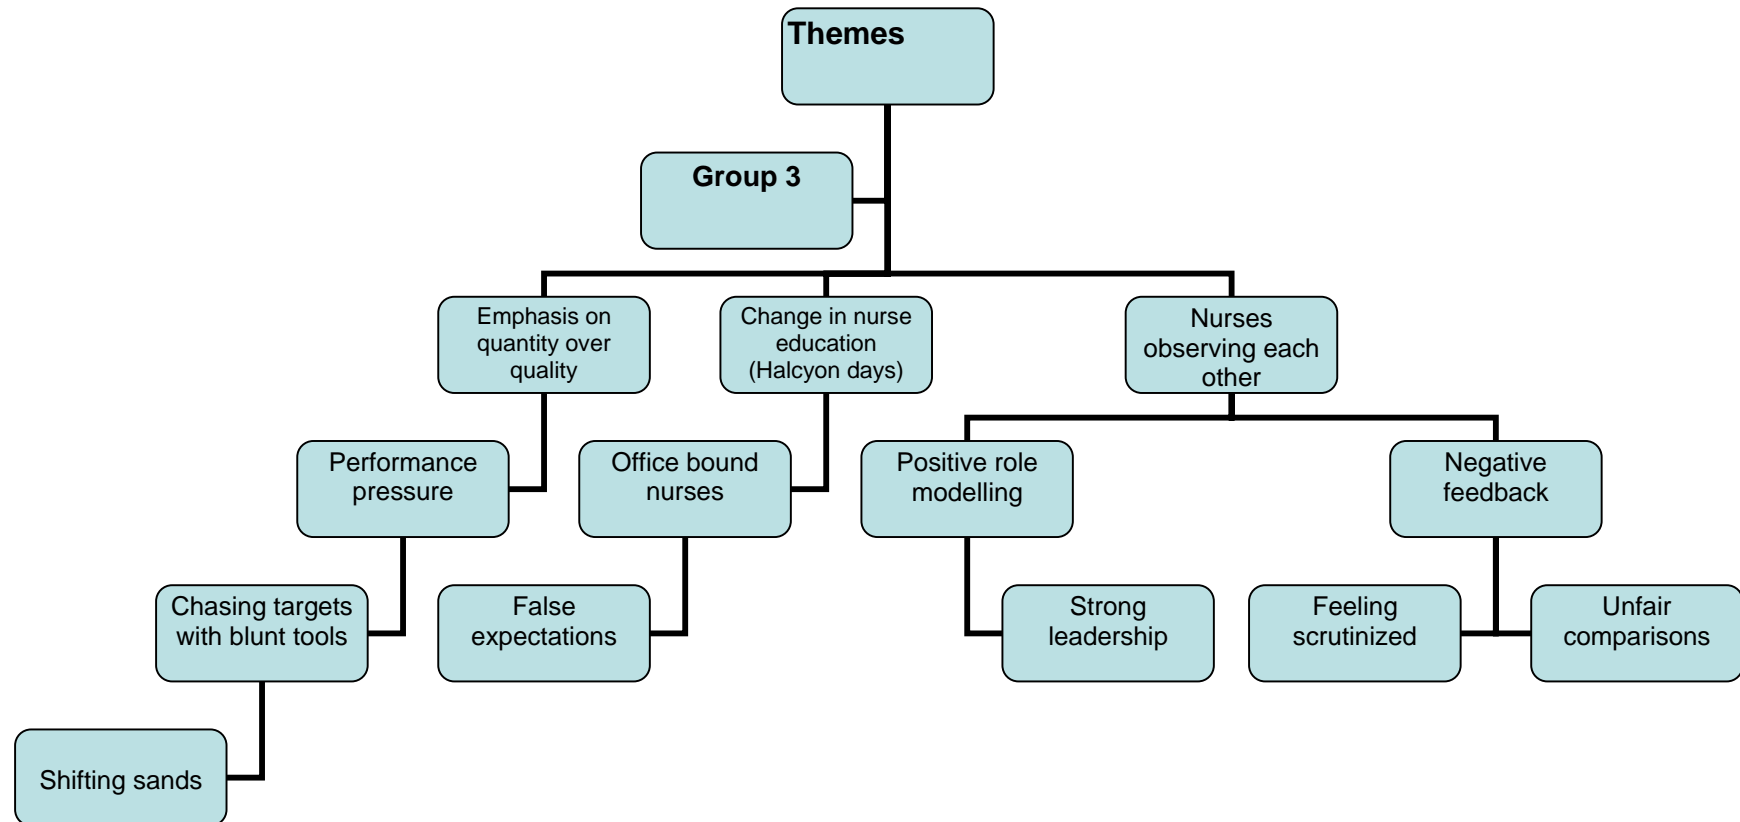 Themes
Group 3
Emphasis on
quantity over
quality
Change in nurse
education
(Halcyon days)
Nurses
observing each
other
Performance
pressure
Office bound
nurses
Positive role
modelling
Negative
feedback
Chasing targets
with blunt tools
False
expectations
Strong
leadership
Feeling
scrutinized
Unfair
comparisons
Shifting sands